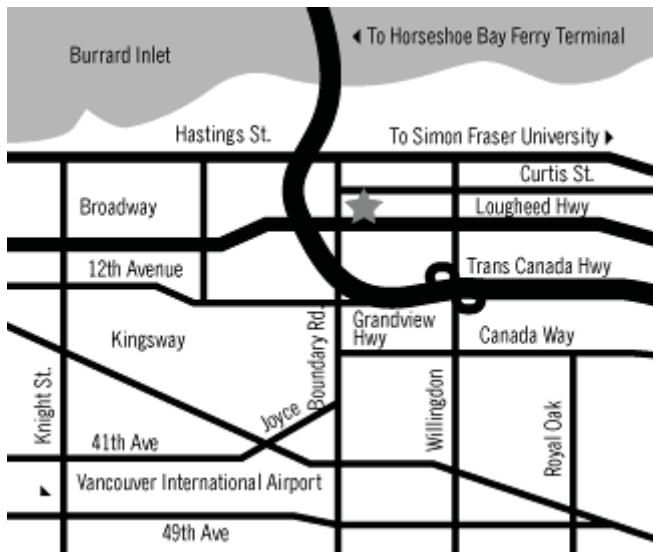 To Horseshoe Bay Ferry Terminal
Burrard Inlet
Hastings St.
To Simon Fraser University
Curtis St.
Broadway
Lougheed Hwy
12th Avenue
Trans Canada Hwy
Grandview
Hwy
Kingsway
Canada Way
Boundary Rd.
Knight St.
Joyce
Willingdon
Royal Oak
41th Ave
Vancouver International Airport
49th Ave